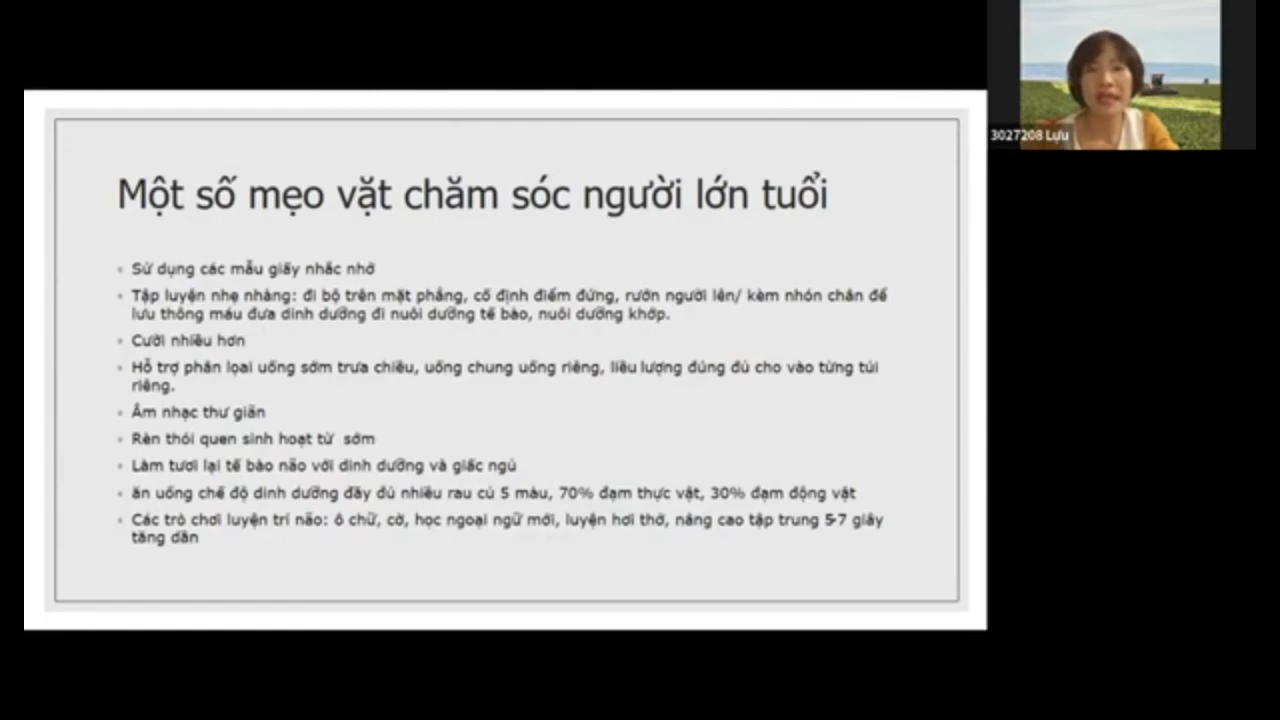 Một số mẹo vặt chăm sóc người lớn tuổi
Sử dụng các mẫu giấy nhắc nhở
Tập luyện nhẹ nhàng: đi bộ trên mặt phẳng, cố định điểm đứng, rướn người lên/ kèm nhón chân để
lưu thông máu đưa dinh dưỡng đi nuôi dưỡng tế bào, nuôi dưỡng khớp.
Cười nhiều hơn
Hỗ trợ phân lọai uống sớm trưa chiều, uống chung uống riêng, liều lượng đúng đủ cho vào từng túi
riêng.
Âm nhạc thư giãn
Rèn thói quen sinh hoạt từ sớm
Làm tươi lại tế bào não với dinh dưỡng và giấc ngủ
ăn uống chế độ dinh dưỡng đầy đủ nhiều rau củ 5 màu, 70% đạm thực vật, 30% đạm động vật
Các trò chơi luyện trí não: ô chữ, cờ, học ngoại ngữ mới, luyện hơi thở, nâng cao tập trung 5-7 giây
tăng dần
3027208 Lựu